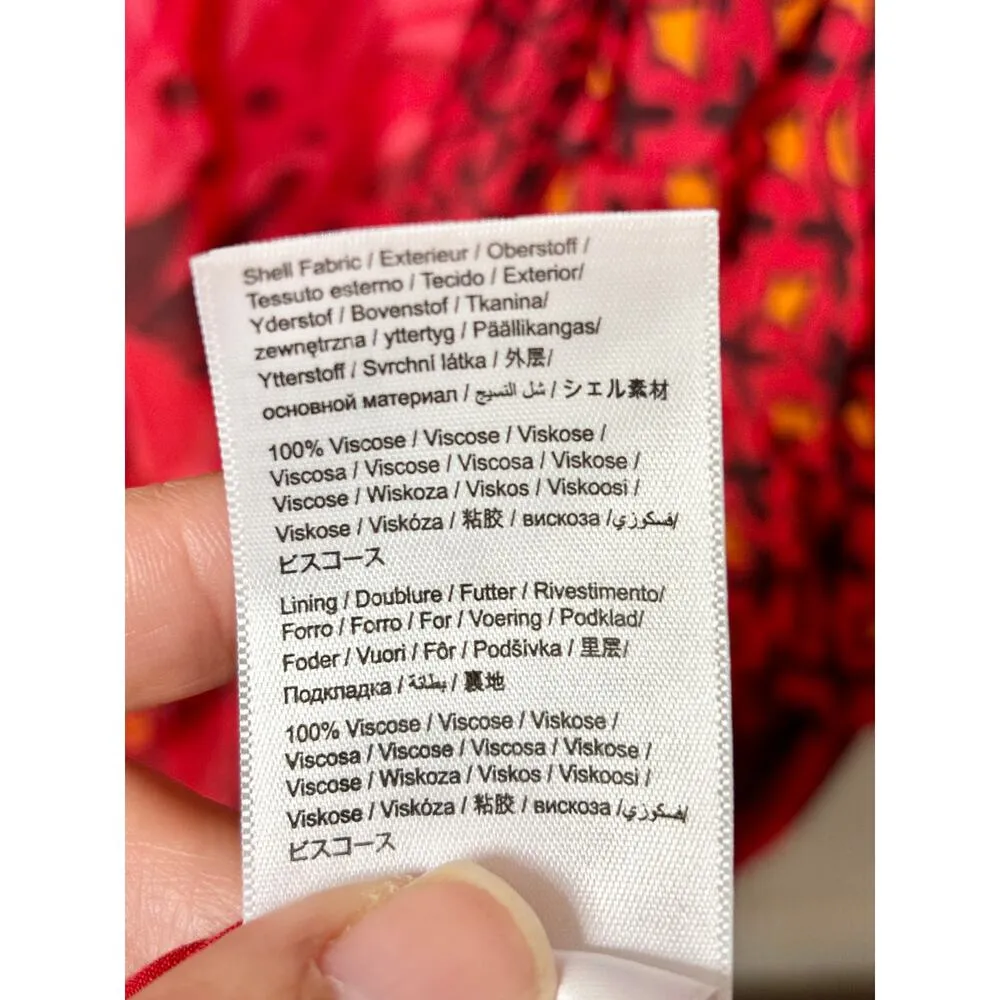 Shell Fabric / Exterieur / Oberstoff /
Tessuto esterno / Tecido / Exterior/
Yderstof / Bovenstof / Tkanina/
zewnętrzna / yttertyg / Päällikangas/
Ytterstoff / Svrchní látka / 外层/
основной материал / شل النسيج / シェル素材
100% Viscose / Viscose / Viskose /
Viscosa / Viscose / Viscosa / Viskose /
Viscose / Wiskoza / Viskos / Viskoosi /
Viskose / Viskóza / 粘胶 / вискоза /فسكوزي/
ビスコース
Lining / Doublure / Futter / Rivestimento/
Forro / Forro / For / Voering / Podklad/
Foder / Vuori / Fôr / Podšivka / 里层/
Подкладка / بطانة / 裏地
100% Viscose / Viscose / Viskose /
Viscosa / Viscose / Viscosa / Viskose /
Viscose / Wiskoza / Viskos / Viskoosi /
Viskose / Viskóza / 粘胶 / вискоза /فسكوزي/
ビスコース